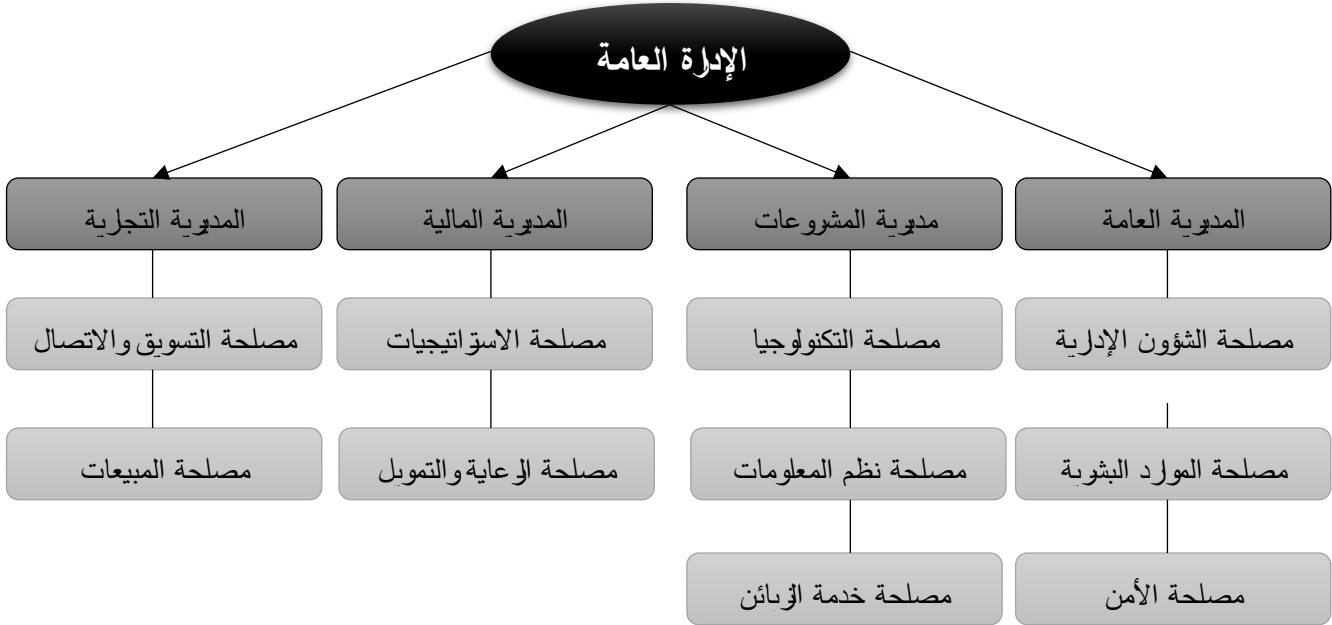 الإدارة العامة
المديرية العامة
مديرية المشروعات
المديرية المالية
المديرية التجارية
مصلحة الشؤون الإدارية
مصلحة التكنولوجيا
مصلحة الاستراتيجيات
مصلحة التسويق والاتصال
مصلحة الموارد البشرية
مصلحة نظم المعلومات
مصلحة الرعاية والتمويل
مصلحة المبيعات
مصلحة الأمن
مصلحة خدمة الزبائن